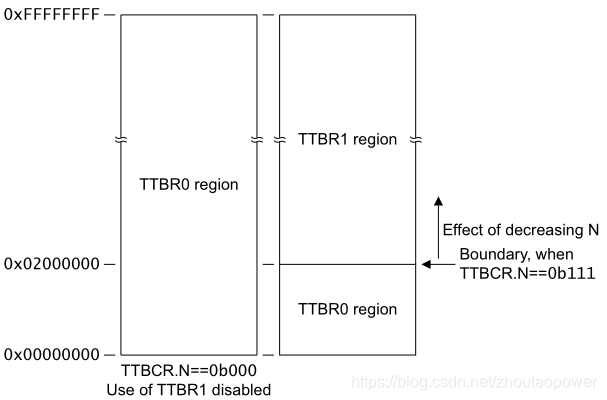 0xFFFFFFFF
TTBR1 region
TTBR0 region
Effect of decreasing N
0x02000000
Boundary, when
TTBCR.N==0b111
TTBR0 region
0x00000000
TTBCR.N==0b000
Use of TTBR1 disabled
https://blog.csdn.net/zhoutaopower